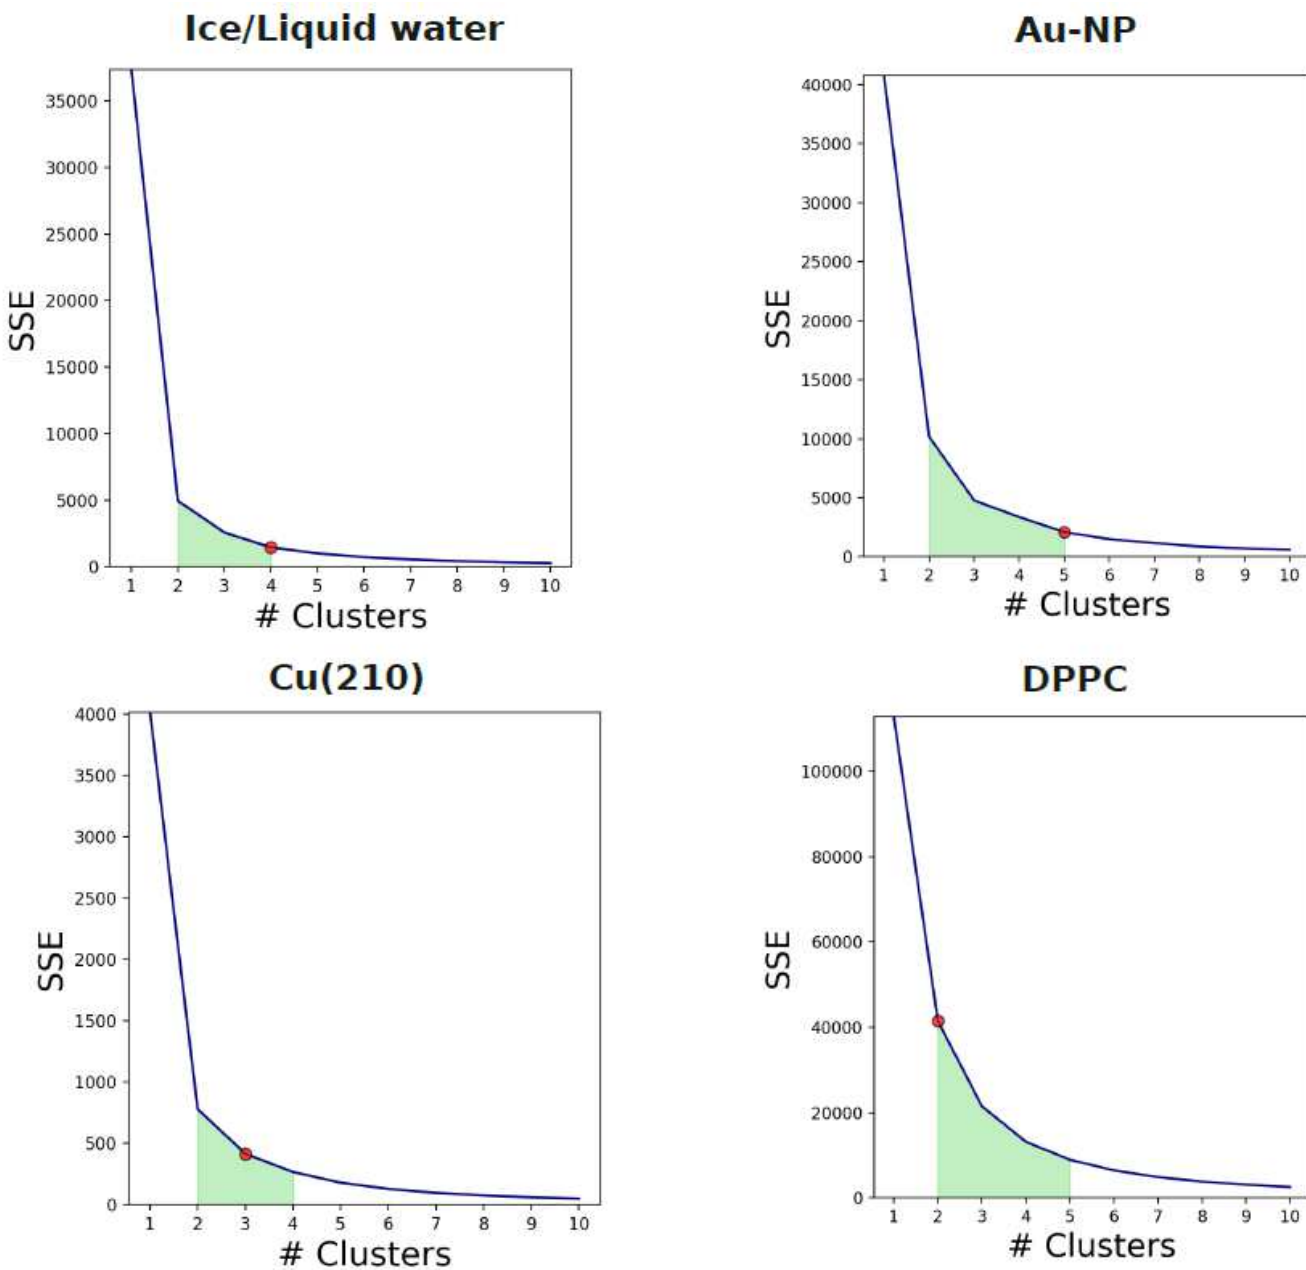 Ice/Liquid water
35000
30000
25000
20000
15000
10000
5000
0
SSE
1 2 3 4 5 6 7 8 9 10
# Clusters
Au-NP
40000
35000
30000
25000
20000
15000
10000
5000
0
SSE
1 2 3 4 5 6 7 8 9 10
# Clusters
Cu(210)
4000
3500
3000
2500
2000
1500
1000
500
0
SSE
1 2 3 4 5 6 7 8 9 10
# Clusters
DPPC
100000
80000
60000
40000
20000
0
SSE
1 2 3 4 5 6 7 8 9 10
# Clusters